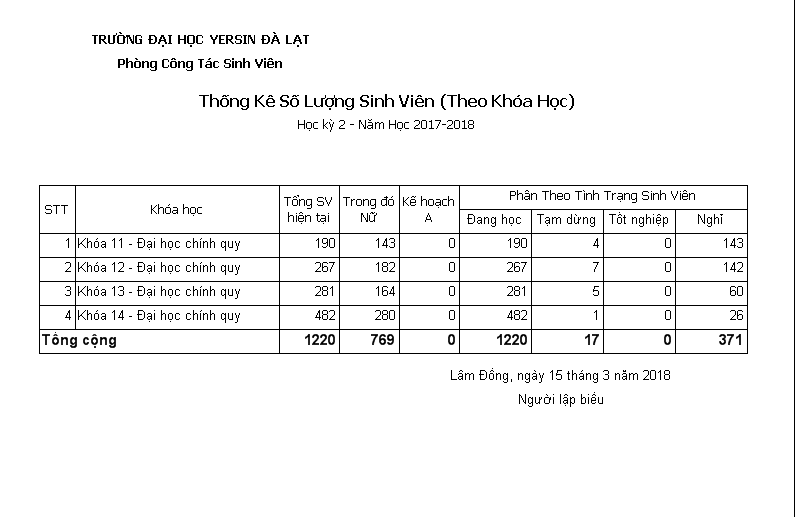 TRƯỜNG ĐẠI HỌC YERSIN ĐÀ LẠT
Phòng Công Tác Sinh Viên
Thống Kê Số Lượng Sinh Viên (Theo Khóa Học)
Học kỳ 2 - Năm Học 2017-2018
STT Khóa học Tổng SV hiện tại Trong đó Nữ Kế hoạch A Phân Theo Tình Trạng Sinh Viên
Đang học Tạm dừng Tốt nghiệp Nghỉ
1 Khóa 11 - Đại học chính quy 190 143 0 190 4 0 143
2 Khóa 12 - Đại học chính quy 267 182 0 267 7 0 142
3 Khóa 13 - Đại học chính quy 281 164 0 281 5 0 60
4 Khóa 14 - Đại học chính quy 482 280 0 482 1 0 26
Tông cộng 1220 769 0 1220 17 0 371
Lâm Đồng, ngày 15 tháng 3 năm 2018
Người lập biểu